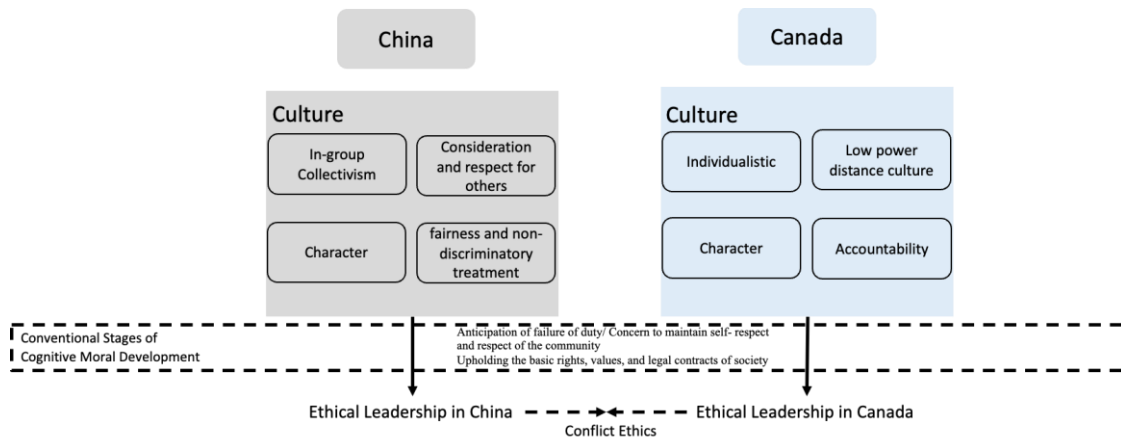 China
Canada
Culture
In-group
Collectivism
Consideration
and respect for
others
Character
fairness and non-
discriminatory
treatment
Culture
Individualistic
Low power
distance culture
Character
Accountability
Conventional Stages of
Cognitive Moral Development
Anticipation of failure of duty/ Concern to maintain self- respect
and respect of the community
Upholding the basic rights, values, and legal contracts of society
Ethical Leadership in China
Ethical Leadership in Canada
Conflict Ethics